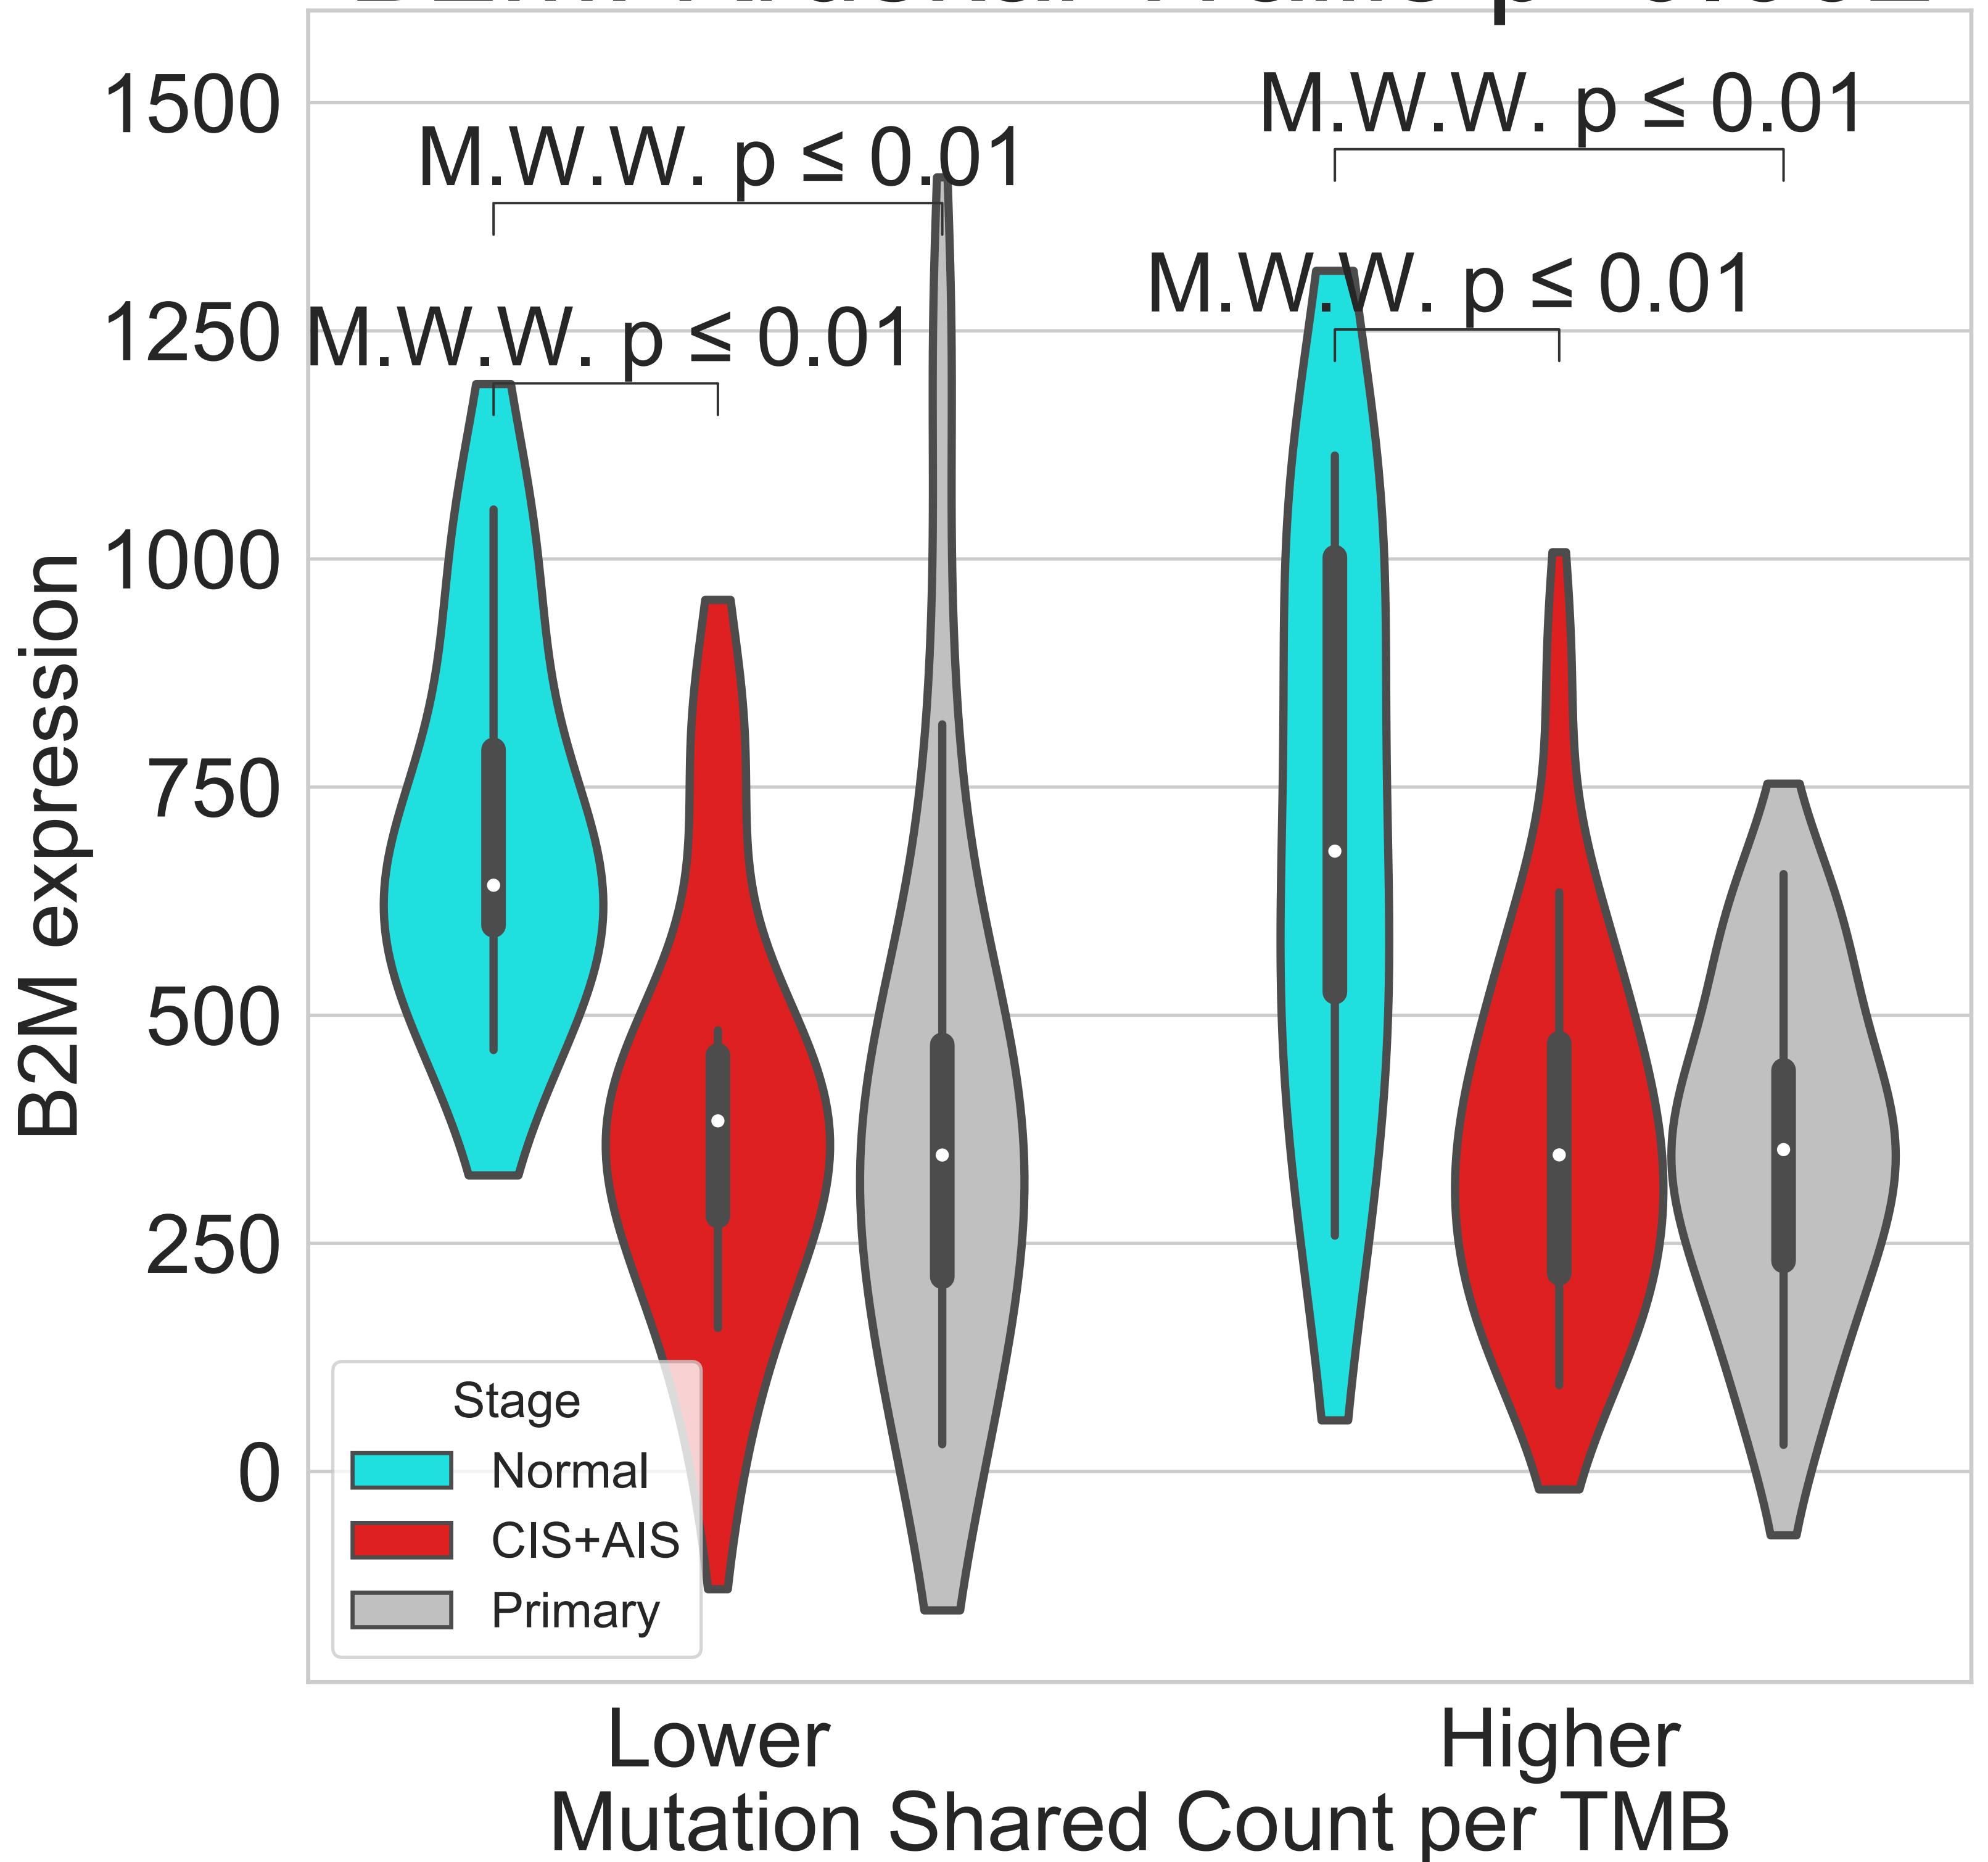 1500
1250
1000
750
500
250
0
B2M expression
M.W.W. p ≤ 0.01
M.W.W. p ≤ 0.01
M.W.W. p ≤ 0.01
M.W.W. p ≤ 0.01
Stage
Normal
CIS+AIS
Primary
Lower
Higher
Mutation Shared Count per TMB